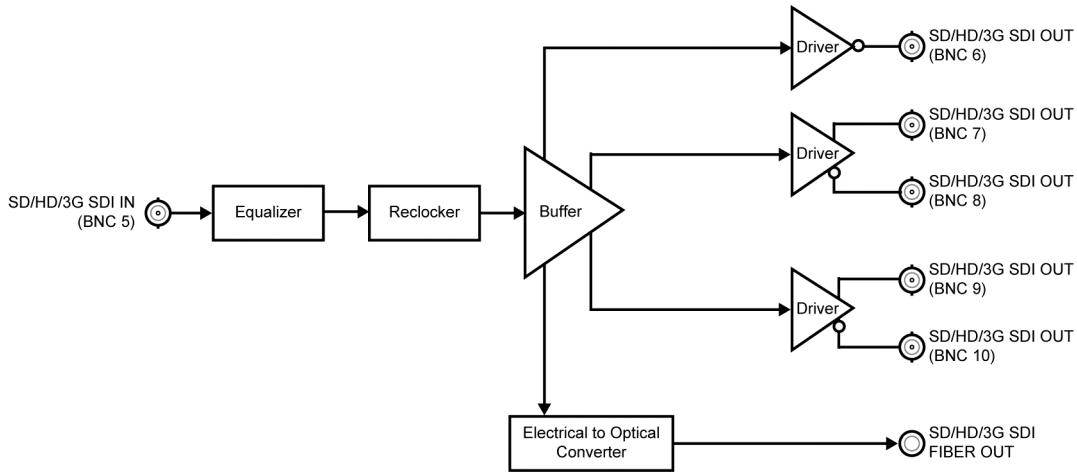 SD/HD/3G SDI IN
(BNC 5)
Equalizer
Reclocker
Buffer
Driver
SD/HD/3G SDI OUT
(BNC 6)
Driver
SD/HD/3G SDI OUT
(BNC 7)
SD/HD/3G SDI OUT
(BNC 8)
Driver
SD/HD/3G SDI OUT
(BNC 9)
SD/HD/3G SDI OUT
(BNC 10)
Electrical to Optical
Converter
SD/HD/3G SDI
FIBER OUT